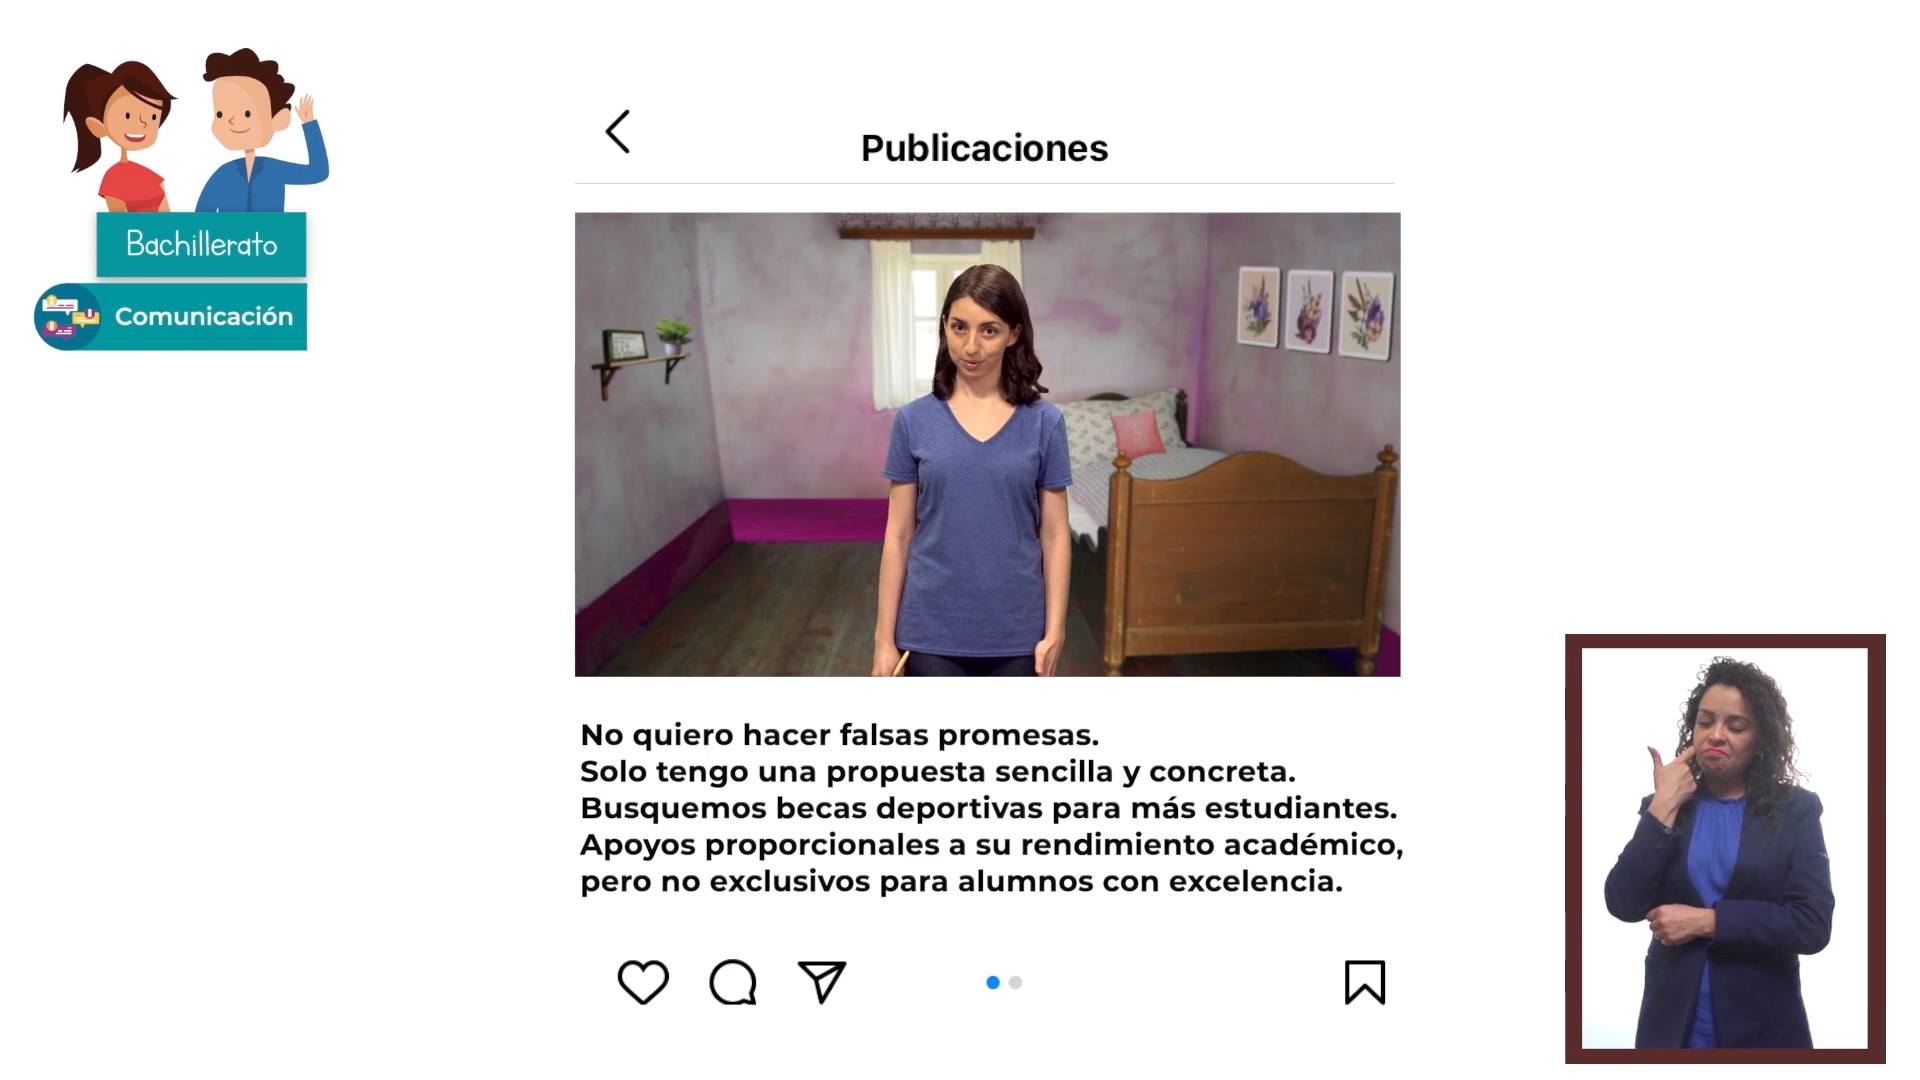 Bachillerato
Comunicación
Publicaciones
No quiero hacer falsas promesas.
Solo tengo una propuesta sencilla y concreta.
Busquemos becas deportivas para más estudiantes.
Apoyos proporcionales a su rendimiento académico,
pero no exclusivos para alumnos con excelencia.